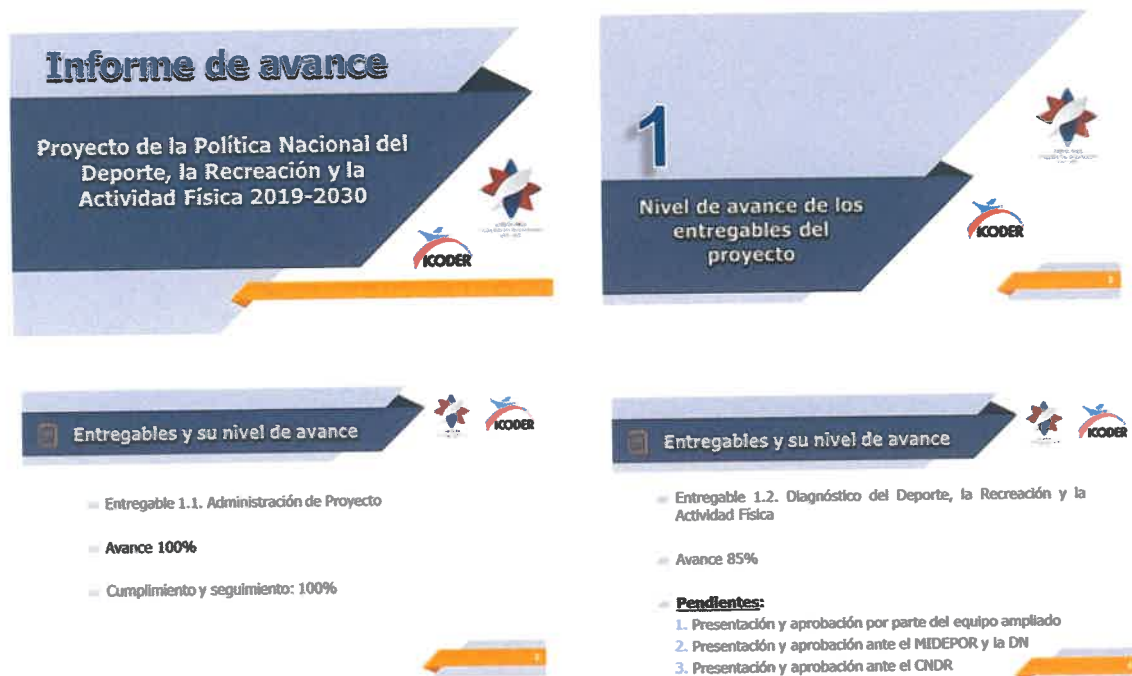 Informe de avance
Proyecto de la Política Nacional del
Deporte, la Recreación y la
Actividad Física 2019-2030
ICODER
1
Nivel de avance de los
entregables del
proyecto
ICODER
Entregables y su nivel de avance
ICODER
Entregable 1.1. Administración de Proyecto
Avance 100%
Cumplimiento y seguimiento: 100%
Entregables y su nivel de avance
ICODER
Entregable 1.2. Diagnóstico del Deporte, la Recreación y la
Actividad Física
Avance 85%
Pendientes:
1. Presentación y aprobación por parte del equipo ampliado
2. Presentación y aprobación ante el MIDEPOR y la DN
3. Presentación y aprobación ante el CNDR